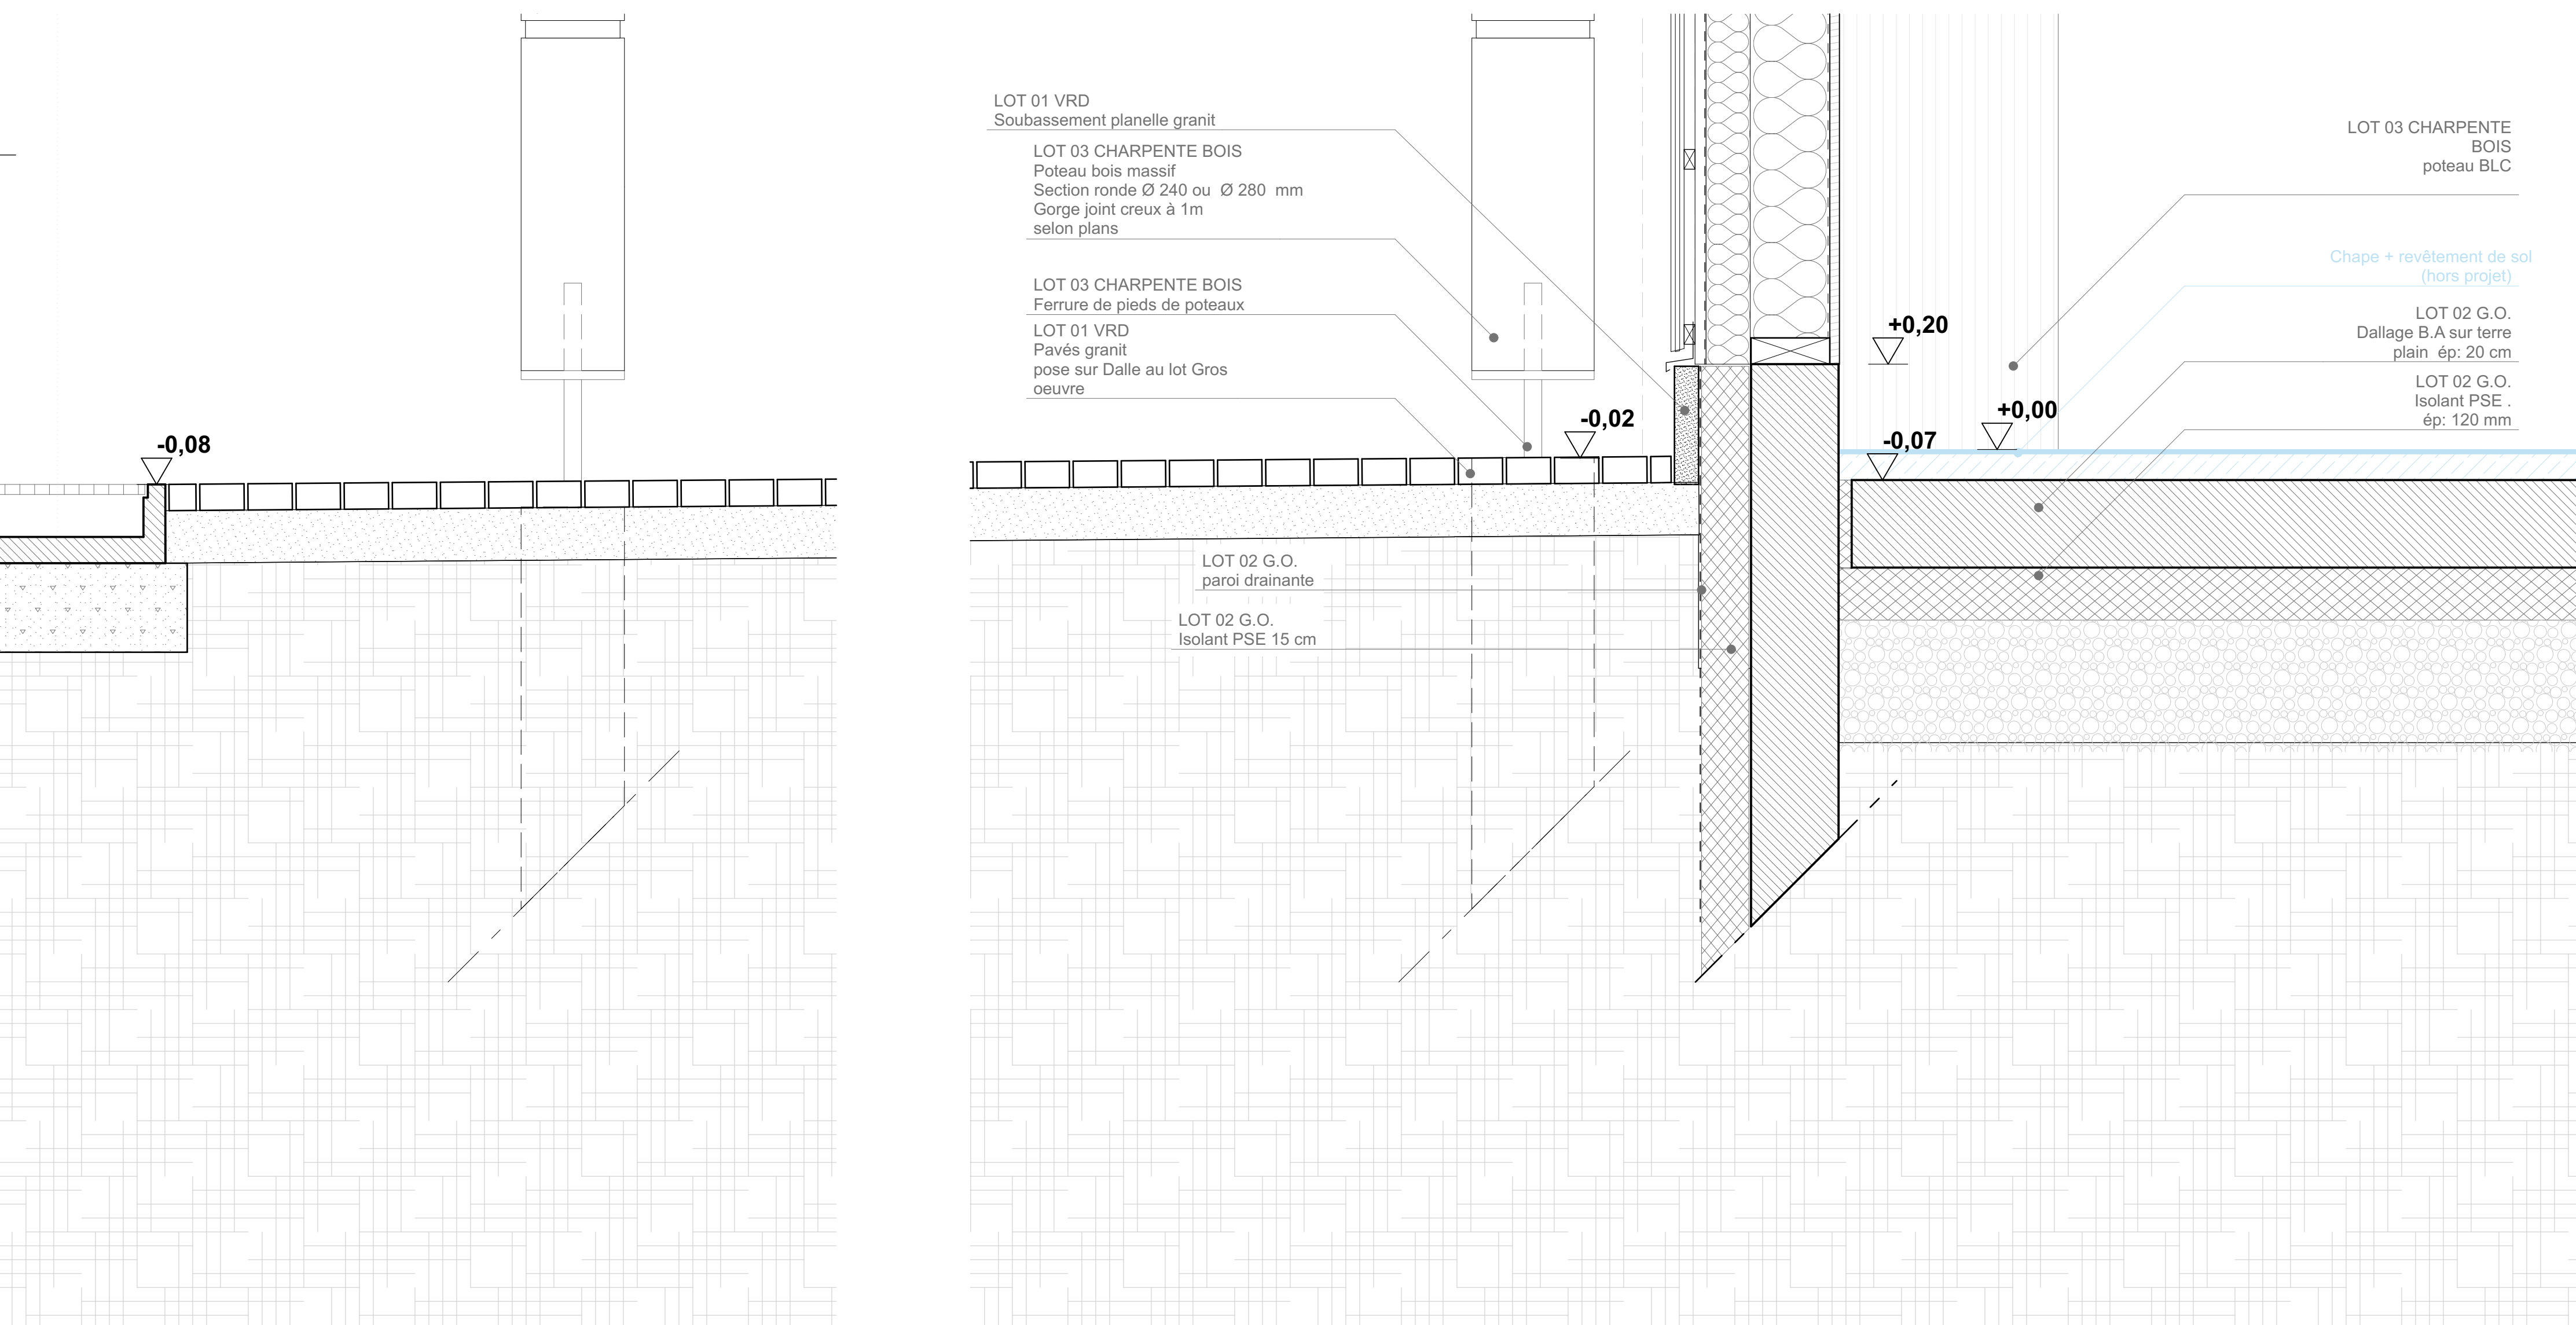 LOT 01 VRD
Soubassement planelle granit
LOT 03 CHARPENTE BOIS
Poteau bois massif
Section ronde Ø 240 ou  Ø 280  mm
Gorge joint creux à 1m
selon plans
LOT 03 CHARPENTE BOIS
Ferrure de pieds de poteaux
LOT 01 VRD
Pavés granit
pose sur Dalle au lot Gros
oeuvre
-0,08
-0,02
LOT 02 G.O.
paroi drainante
LOT 02 G.O.
Isolant PSE 15 cm
+0,20
+0,00
-0,07
LOT 03 CHARPENTE
BOIS
poteau BLC
Chape + revêtement de sol
(hors projet)
LOT 02 G.O.
Dallage B.A sur terre
plain  ép: 20 cm
LOT 02 G.O.
Isolant PSE .
ép: 120 mm